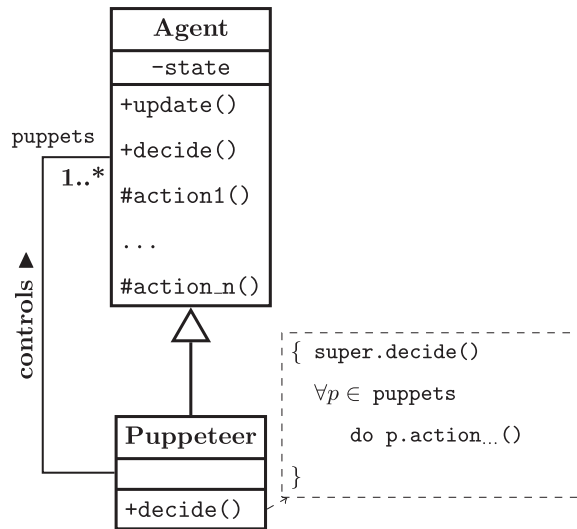 Agent
-state
+update()
+decide()
#action1()
...
#action_n()
puppets
1..*
controls ▲
Puppeteer
+decide()
{ super.decide()
∀p ∈ puppets
do p.action...()
}